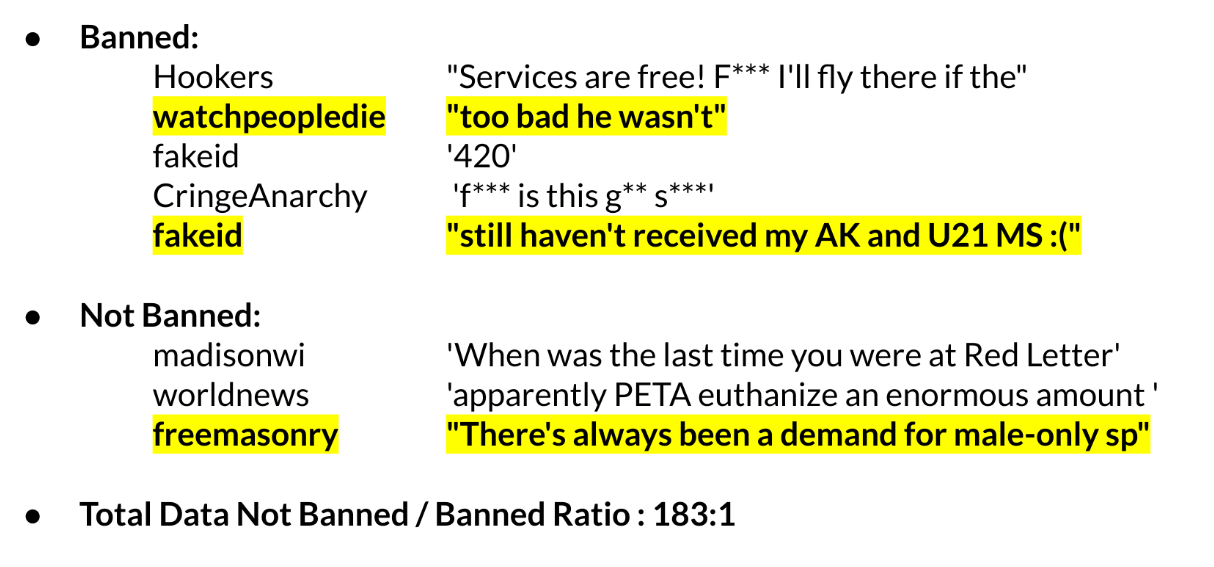 ● Banned:
Hookers "Services are free! F*** I'll fly there if the"
watchpeopledie "too bad he wasn't"
fakeid '420'
CringeAnarchy 'f*** is this g** s***'
fakeid "still haven't received my AK and U21 MS :("
● Not Banned:
madisonwi 'When was the last time you were at Red Letter'
worldnews 'apparently PETA euthanize an enormous amount '
freemasonry "There's always been a demand for male-only sp"
● Total Data Not Banned / Banned Ratio : 183:1